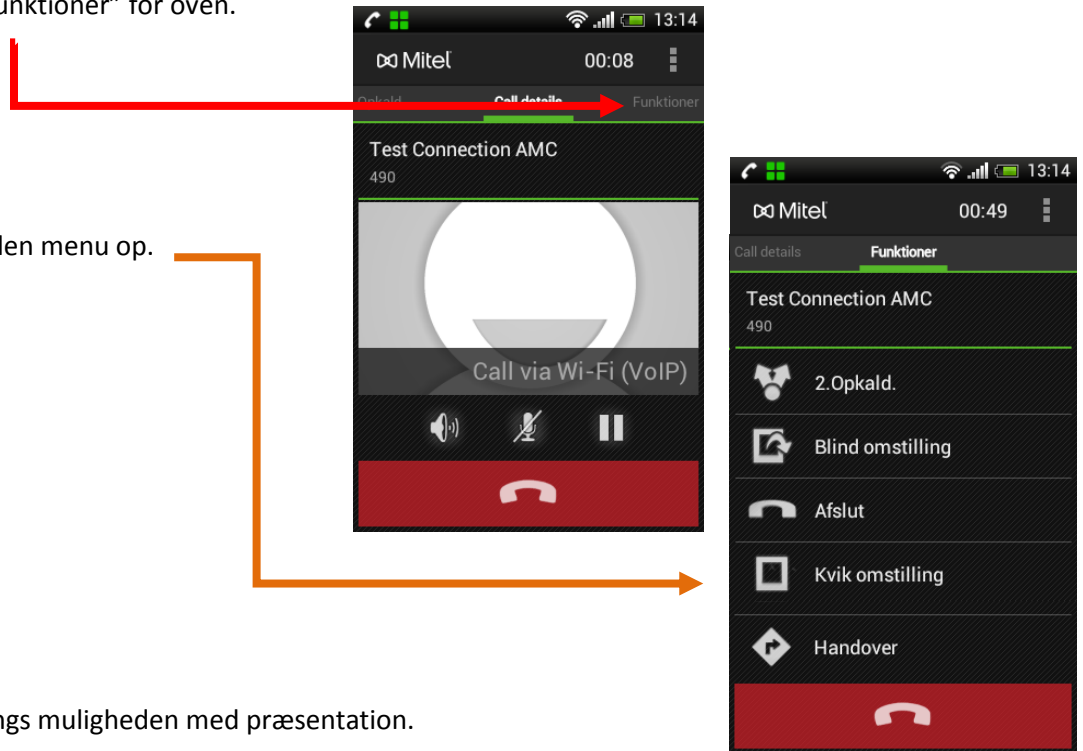 unktioner” for oven.
13:14
Mitel 00:08
Opkald Call details Funktioner
Test Connection AMC
490
Call via Wi-Fi (VoIP)
len menu op.
13:14
Mitel 00:49
Call details Funktioner
Test Connection AMC
490
2.Opkald.
Blind omstilling
Afslut
Kvik omstilling
Handover
ngs muligheden med præsentation.